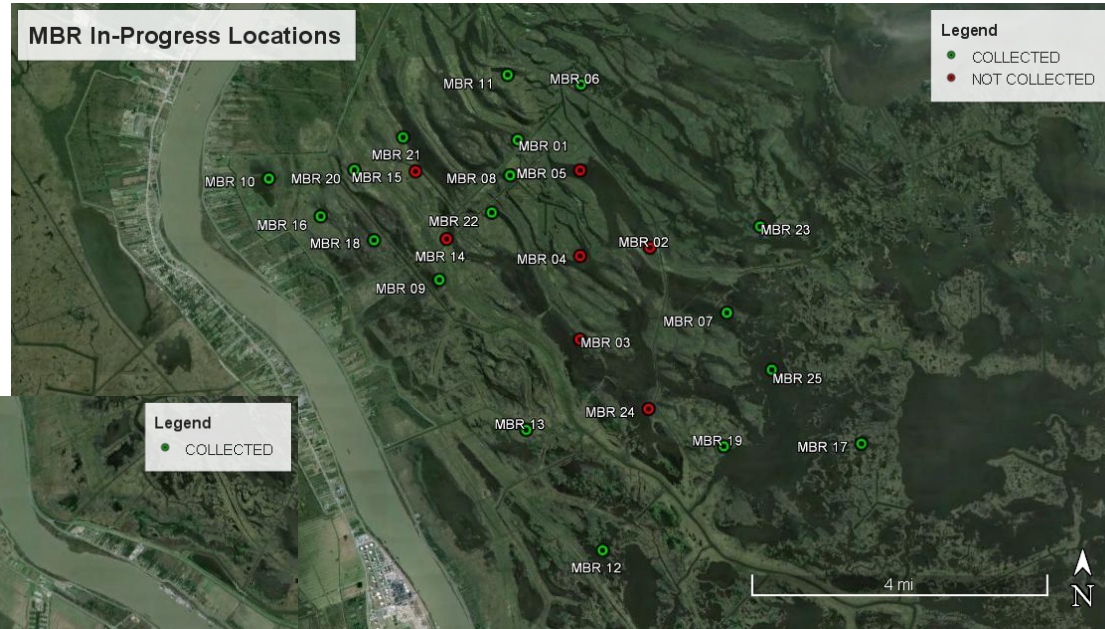 MBR In-Progress Locations
Legend
COLLECTED
NOT COLLECTED
MBR 11
MBR 06
MBR 01
MBR 21
MBR 20
MBR 15
MBR 08
MBR 05
MBR 10
MBR 16
MBR 22
MBR 18
MBR 14
MBR 02
MBR 23
MBR 04
MBR 09
MBR 07
MBR 03
MBR 25
MBR 24
MBR 13
MBR 19
MBR 17
Legend
COLLECTED
MBR 12
4 mi
N